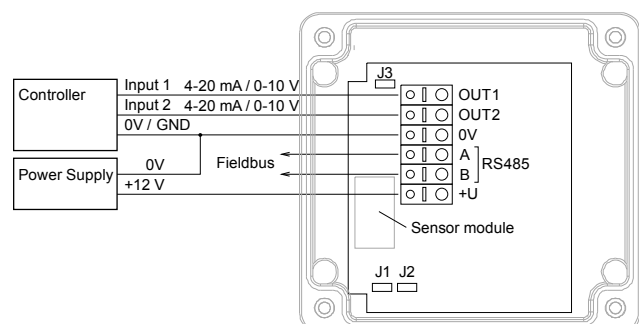 J3
Controller
Input 1 4-20 mA / 0-10 V
OUT1
Input 2 4-20 mA / 0-10 V
OUT2
0V / GND
0V
Fieldbus
A
RS485
B
Power Supply
0V
+12 V
+U
Sensor module
J1 J2